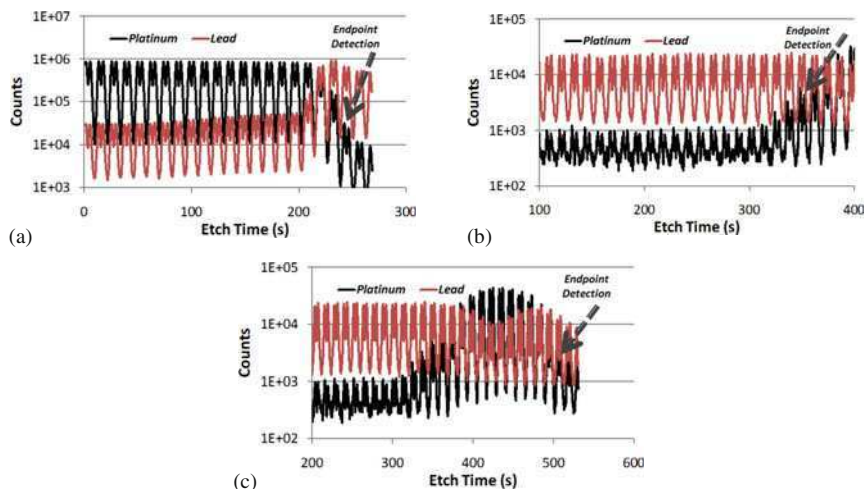 1E+07
1E+06
1E+05
1E+04
1E+03
Counts
Platinum
Lead
Endpoint
Detection
0
100
200
300
Etch Time (s)
(a)
1E+05
1E+04
1E+03
1E+02
Counts
Platinum
Lead
Endpoint
Detection
100
150
200
250
300
350
400
Etch Time (s)
(b)
1E+05
1E+04
1E+03
1E+02
Counts
Platinum
Lead
Endpoint
Detection
200
300
400
500
600
Etch Time (s)
(c)